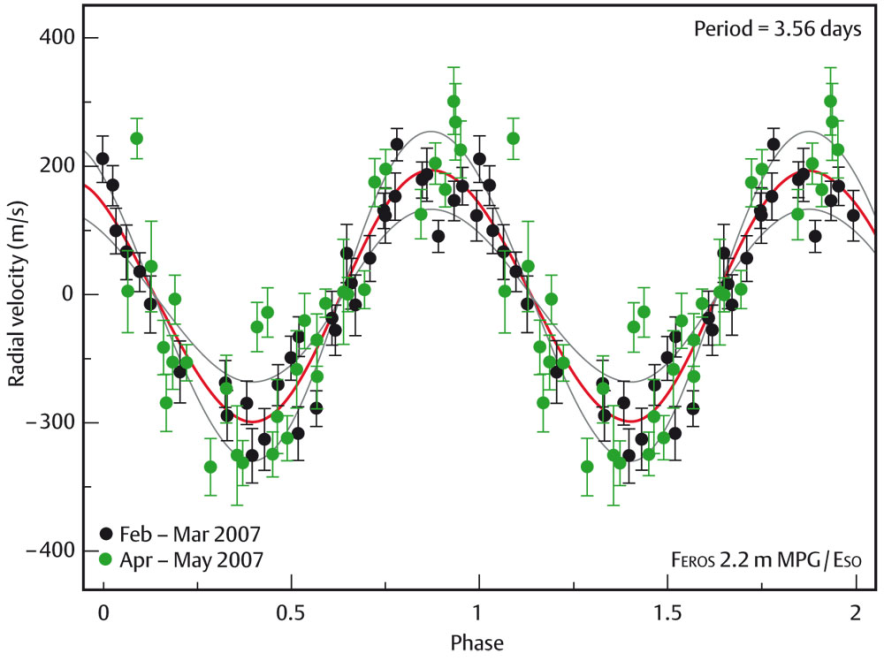 Period = 3.56 days
400
200
0
–300
–400
Radial velocity (m/s)
Feb – Mar 2007
Apr – May 2007
FEROS 2.2 m MPG/ESO
0
0.5
1
1.5
2
Phase